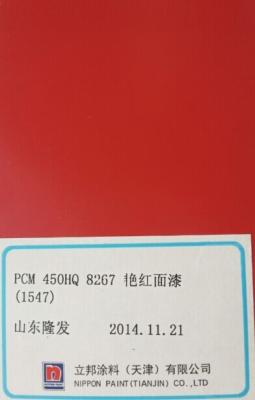 PCM 450HQ 8267 艳红面漆
(1547)
山东隆发 2014.11.21
立邦涂料（天津）有限公司
NIPPON PAINT(TIANJIN) CO.,LTD